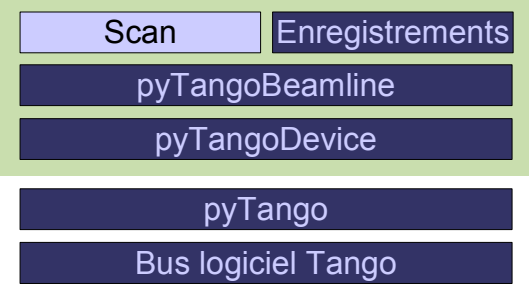 Scan Enregistrements
pyTangoBeamline
pyTangoDevice
pyTango
Bus logiciel Tango